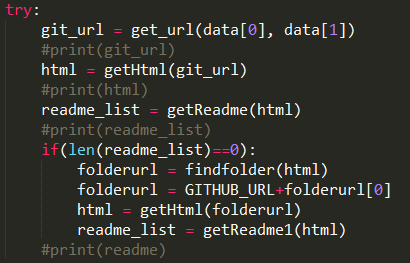 try:
    git_url = get_url(data[0], data[1])
    #print(git_url)
    html = getHtml(git_url)
    #print(html)
    readme_list = getReadme(html)
    #print(readme_list)
    if(len(readme_list)==0):
        folderurl = findfolder(html)
        folderurl = GITHUB_URL+folderurl[0]
        html = getHtml(folderurl)
        readme_list = getReadme1(html)
    #print(readme)